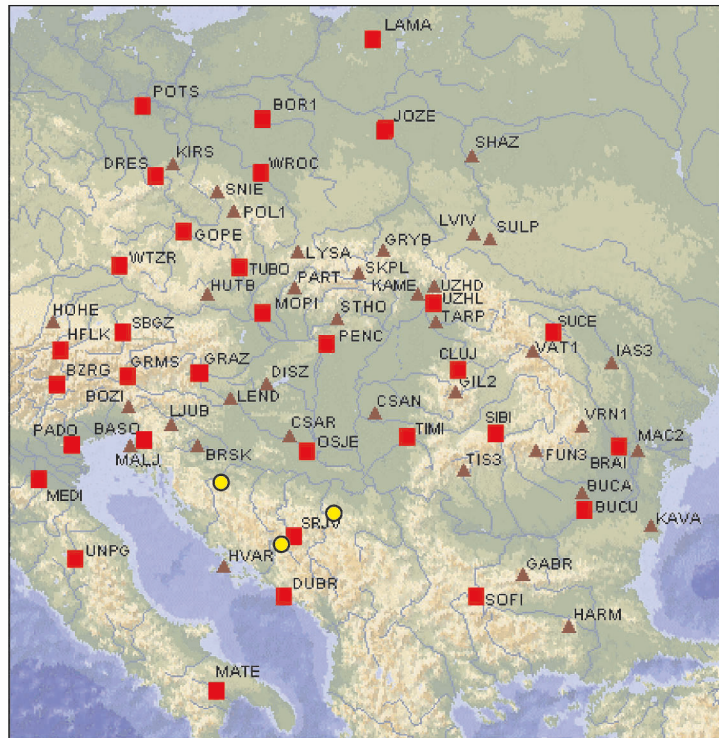 LAMA
POTS
BOR1
JOZE
SHAZ
KIRS
DRES
WROC
SNIE
POL1
GOPE
LVIV
SULP
WTZR
TUBO
LYSA
GRYB
SKPL
HUTB
PART
KAME
UZHD
UZHL
HOHE
SBGZ
MOPI
STHO
TARP
SUCE
HFLK
PENC
VAT1
IAS3
BZRG
GRMS
GRAZ
DISZ
CLUJ
GIL2
BOZI
LEND
CSAN
LJUB
CSAR
SIBI
VRN1
PADO
BASO
MALJ
BRSK
OSJE
TIMI
TIS3
FUN3
BRAI
MAC2
MEDI
BUCA
BUCU
KAVA
SRJV
UNPG
HVAR
DUBR
GABR
SOFI
HARM
MATE